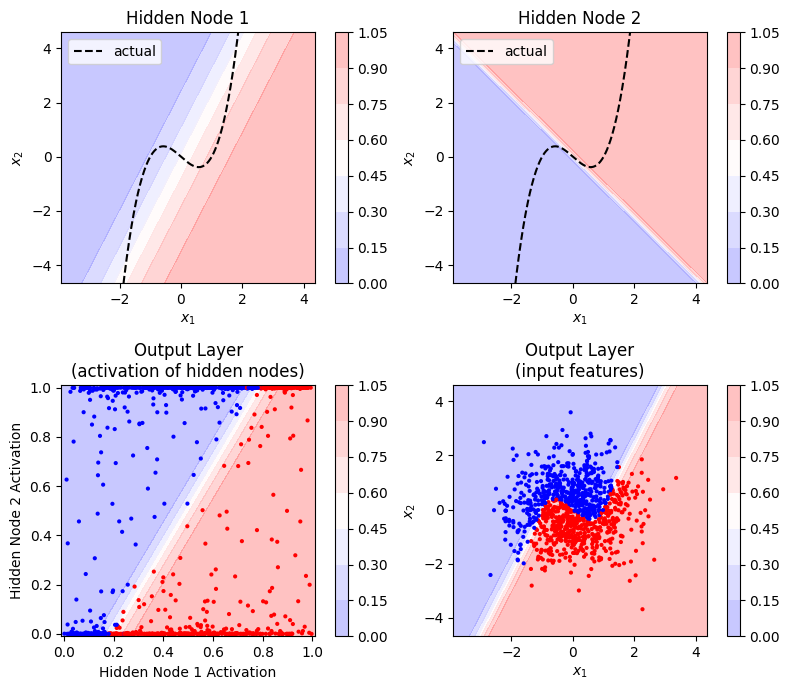 Hidden Node 1
actual
4
2
0
−2
−4
x2
−2 0 2 4
x1
1.05
0.90
0.75
0.60
0.45
0.30
0.15
0.00
Hidden Node 2
actual
4
2
0
−2
−4
x2
−2 0 2 4
x1
1.05
0.90
0.75
0.60
0.45
0.30
0.15
0.00
Output Layer
(activation of hidden nodes)
1.0
0.8
0.6
0.4
0.2
0.0
Hidden Node 2 Activation
0.0 0.2 0.4 0.6 0.8 1.0
Hidden Node 1 Activation
1.05
0.90
0.75
0.60
0.45
0.30
0.15
0.00
Output Layer
(input features)
4
2
0
−2
−4
x2
−2 0 2 4
x1
1.05
0.90
0.75
0.60
0.45
0.30
0.15
0.00